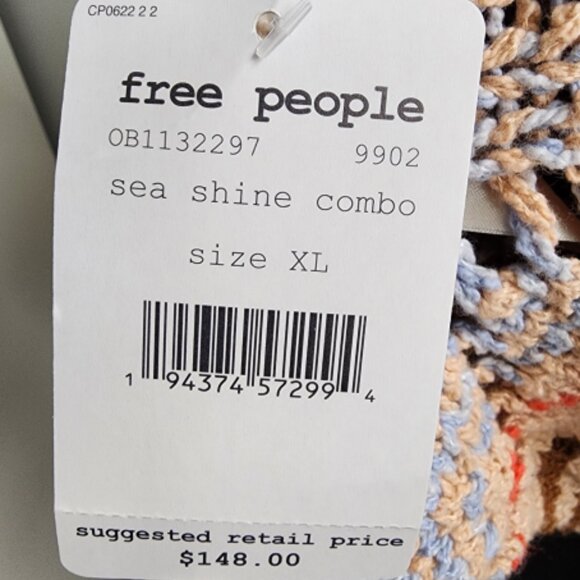 CP0622 2 2
free people
OB1132297 9902
sea shine combo
size XL
1 94374 57299 4
suggested retail price
$148.00